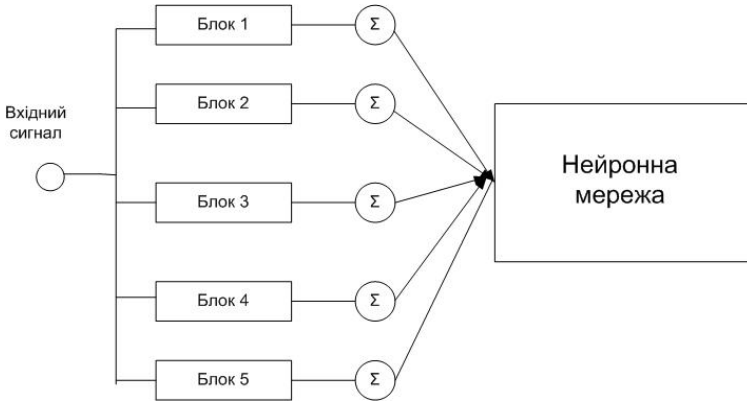 Блок 1
Σ
Блок 2
Σ
Вхідний
сигнал
Нейронна
мережа
Блок 3
Σ
Блок 4
Σ
Блок 5
Σ